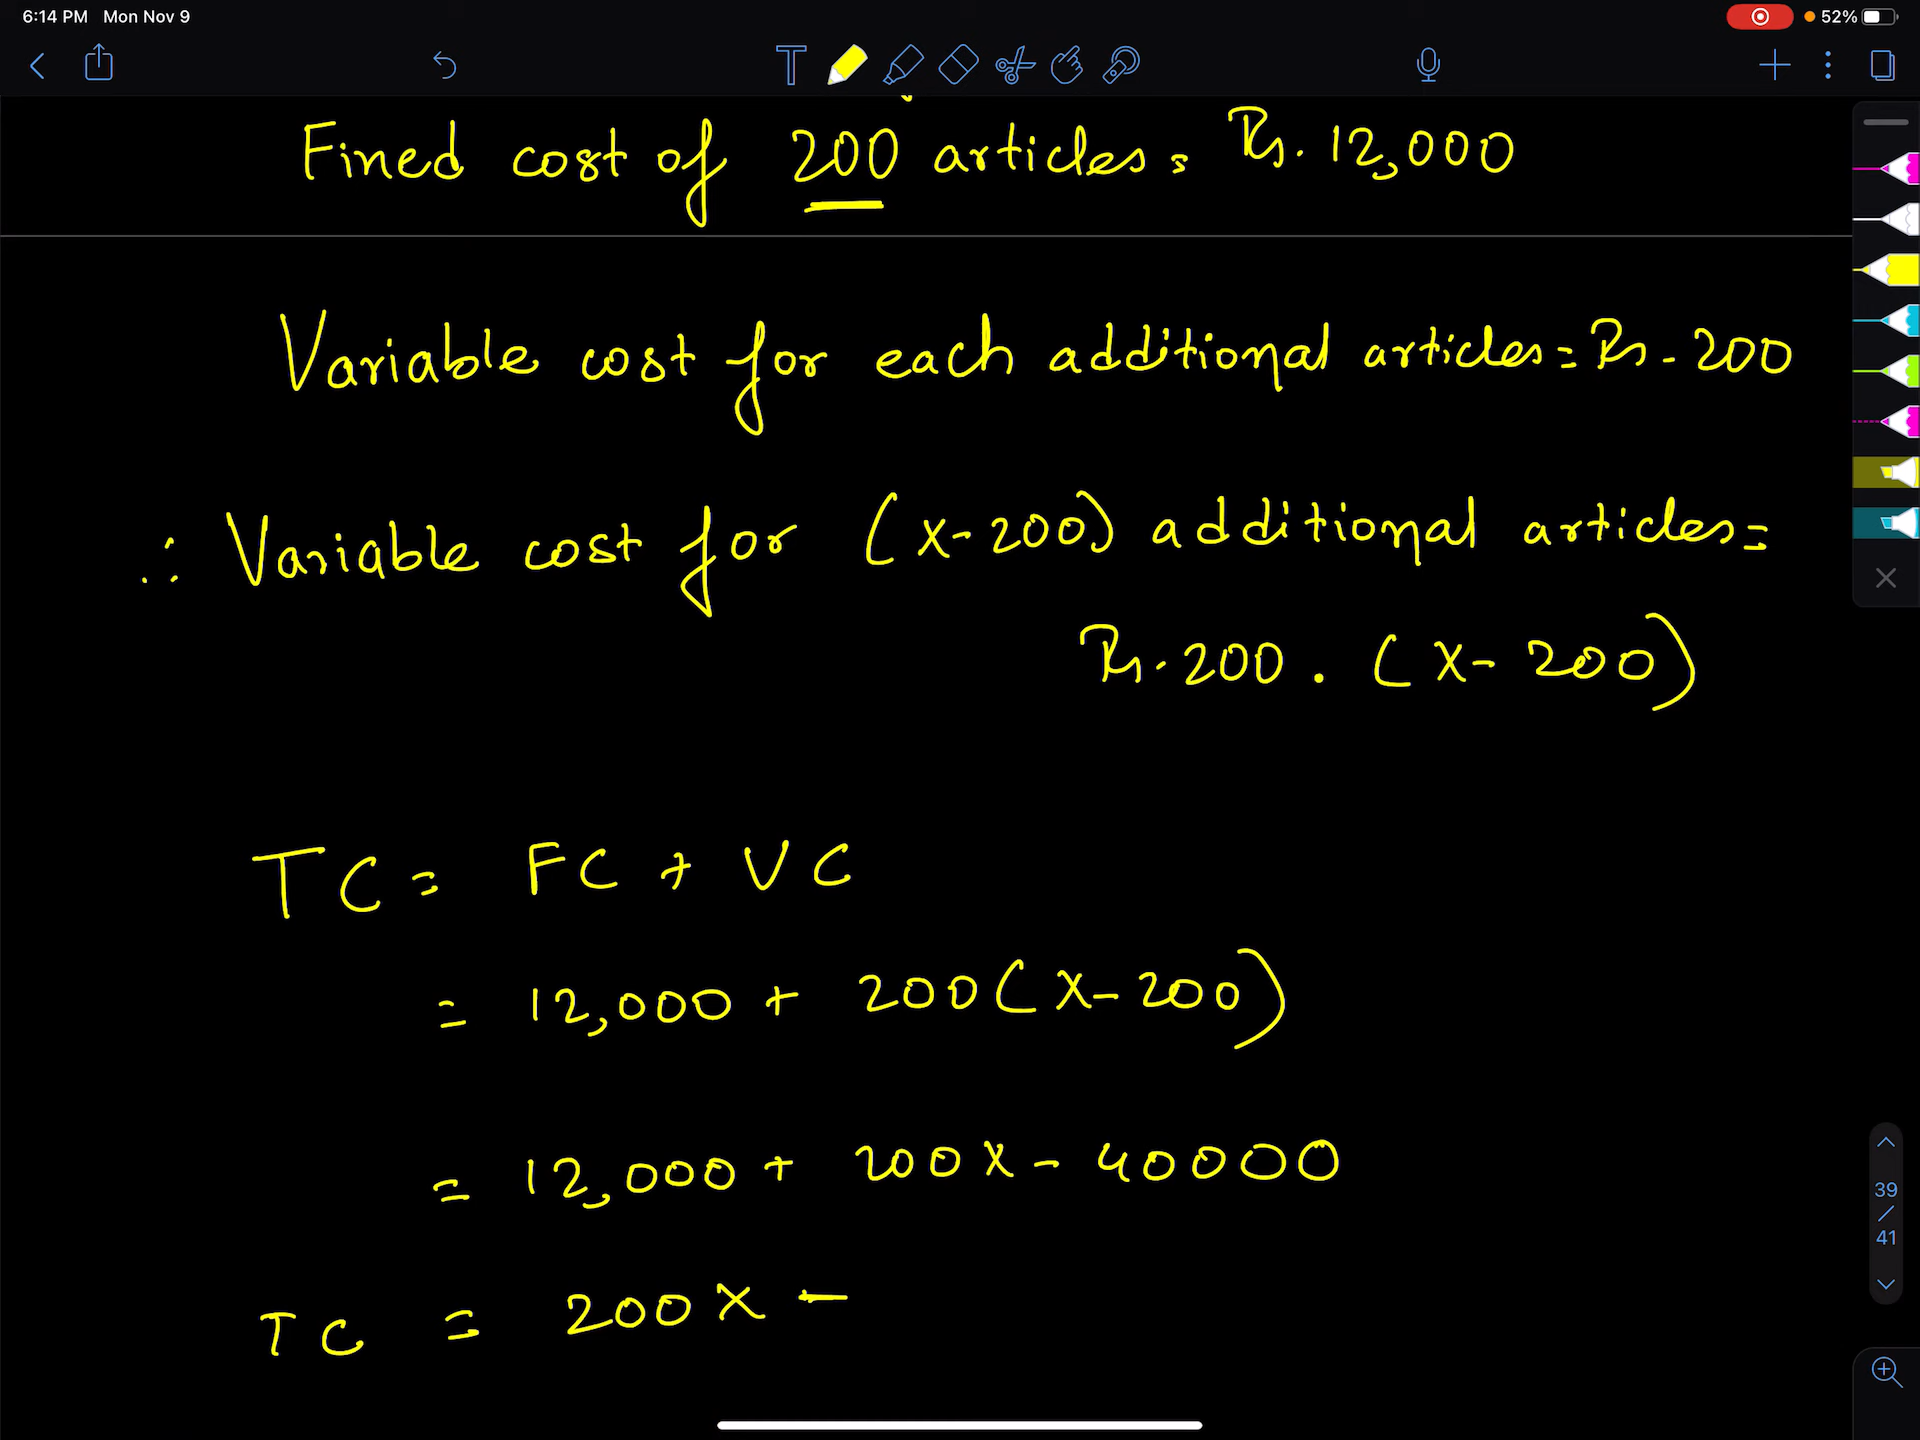 6:14 PM Mon Nov 9
52%
T
Fined cost of 200 articles = Rs. 12,000
Variable cost for each additional articles = Rs - 200
∴ Variable cost for (x - 200) additional articles =
Rs. 200 . (x - 200)
TC = FC + VC
= 12,000 + 200 (x - 200)
= 12,000 + 200x - 40000
TC = 200x -
39
/
41